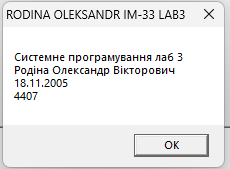 RODINA OLEKSANDR IM-33 LAB3
Системне програмування лаб 3
Родіна Олександр Вікторович
18.11.2005
4407
OK